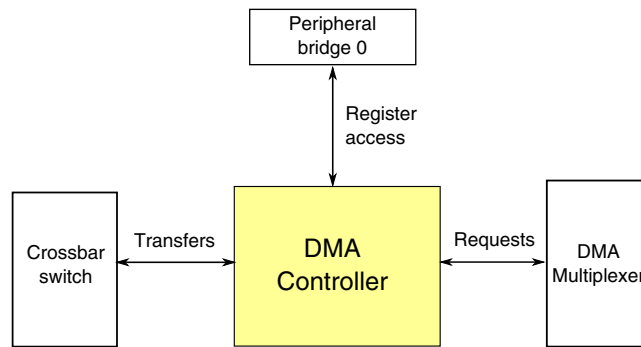 Peripheral
bridge 0
Register
access
Crossbar
switch
Transfers
DMA
Controller
Requests
DMA
Multiplexer